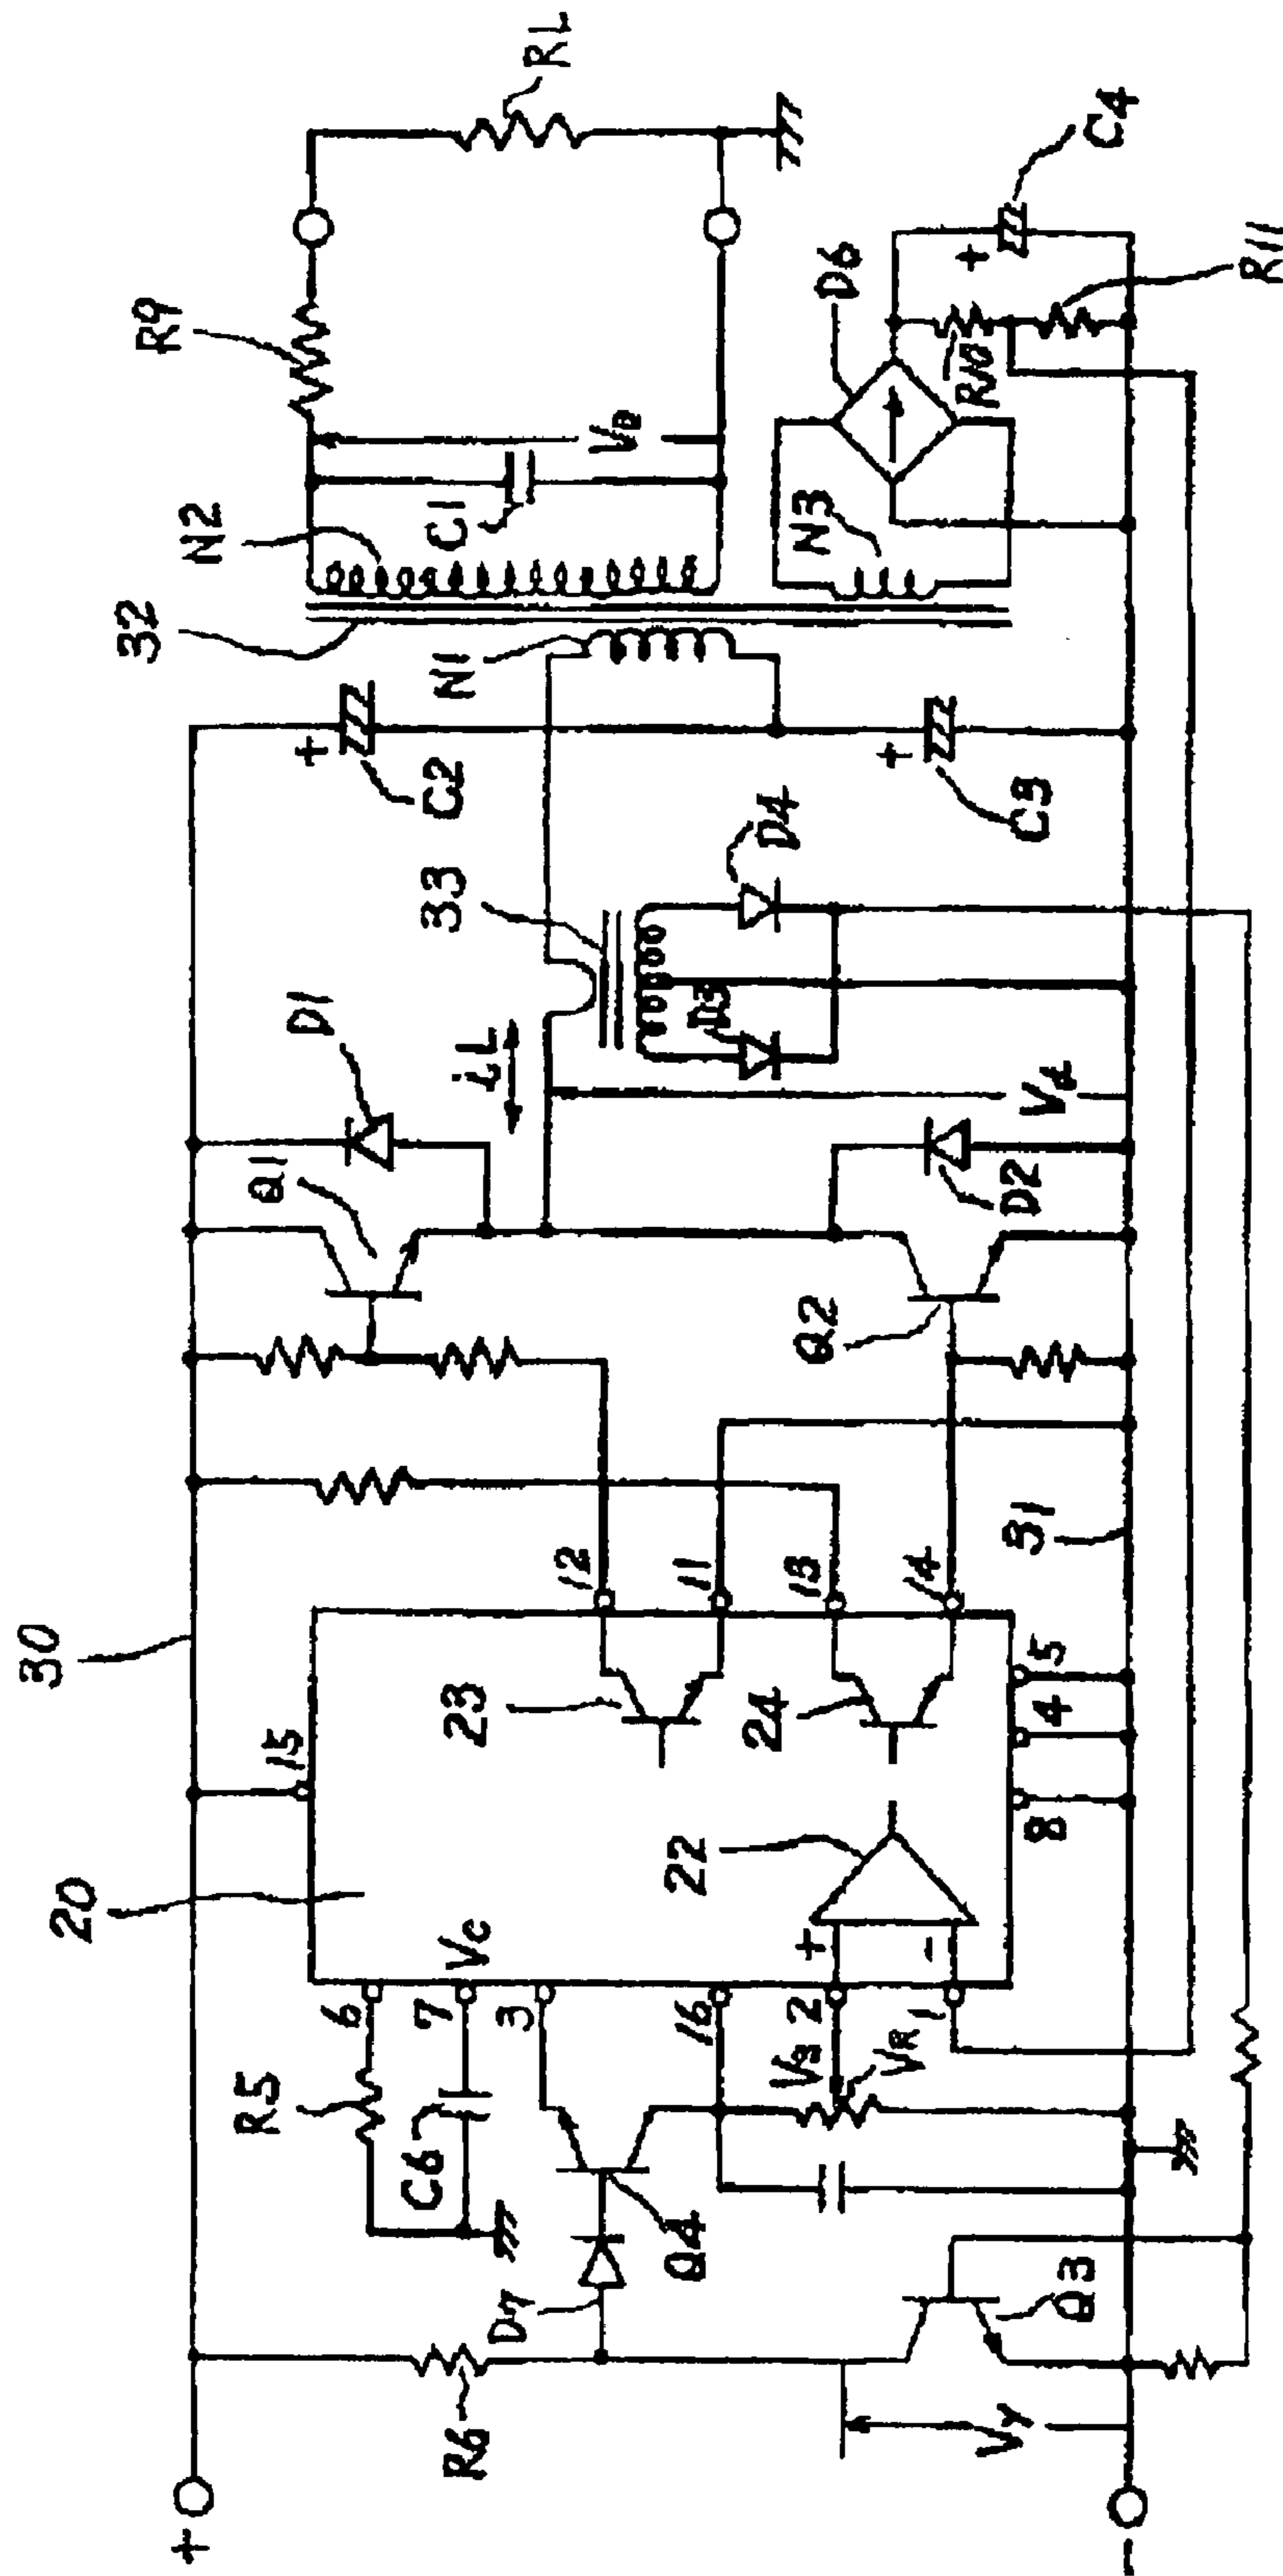 +
30
R6
Vγ
D7
Q4
Q3
R5
C6
6
7
Vc
3
16
2
Vs
VR
1
20
15
+
-
22
23
24
8
4
5
12
11
13
14
31
Q1
D1
Q2
D2
iL
Vd
33
D3
D4
+
C2
+
C3
32
N1
N2
N3
C1
VB
R9
RL
D6
R10
R11
+
C4
-